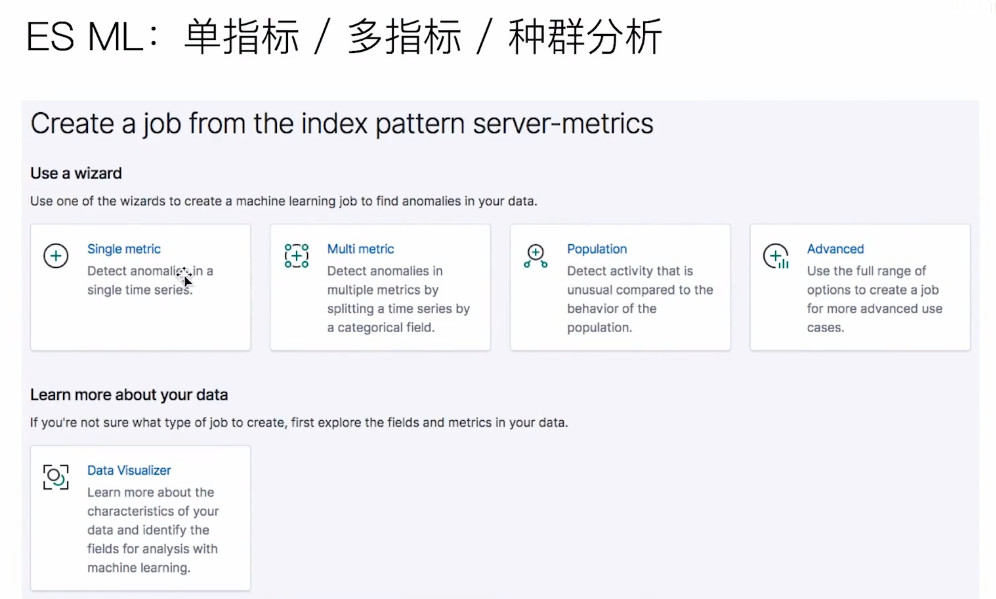 ES ML：单指标 / 多指标 / 种群分析
Create a job from the index pattern server-metrics
Use a wizard
Use one of the wizards to create a machine learning job to find anomalies in your data.
Single metric
Detect anomalies in a
single time series.
Multi metric
Detect anomalies in
multiple metrics by
splitting a time series by
a categorical field.
Population
Detect activity that is
unusual compared to the
behavior of the
population.
Advanced
Use the full range of
options to create a job
for more advanced use
cases.
Learn more about your data
If you're not sure what type of job to create, first explore the fields and metrics in your data.
Data Visualizer
Learn more about the
characteristics of your
data and identify the
fields for analysis with
machine learning.